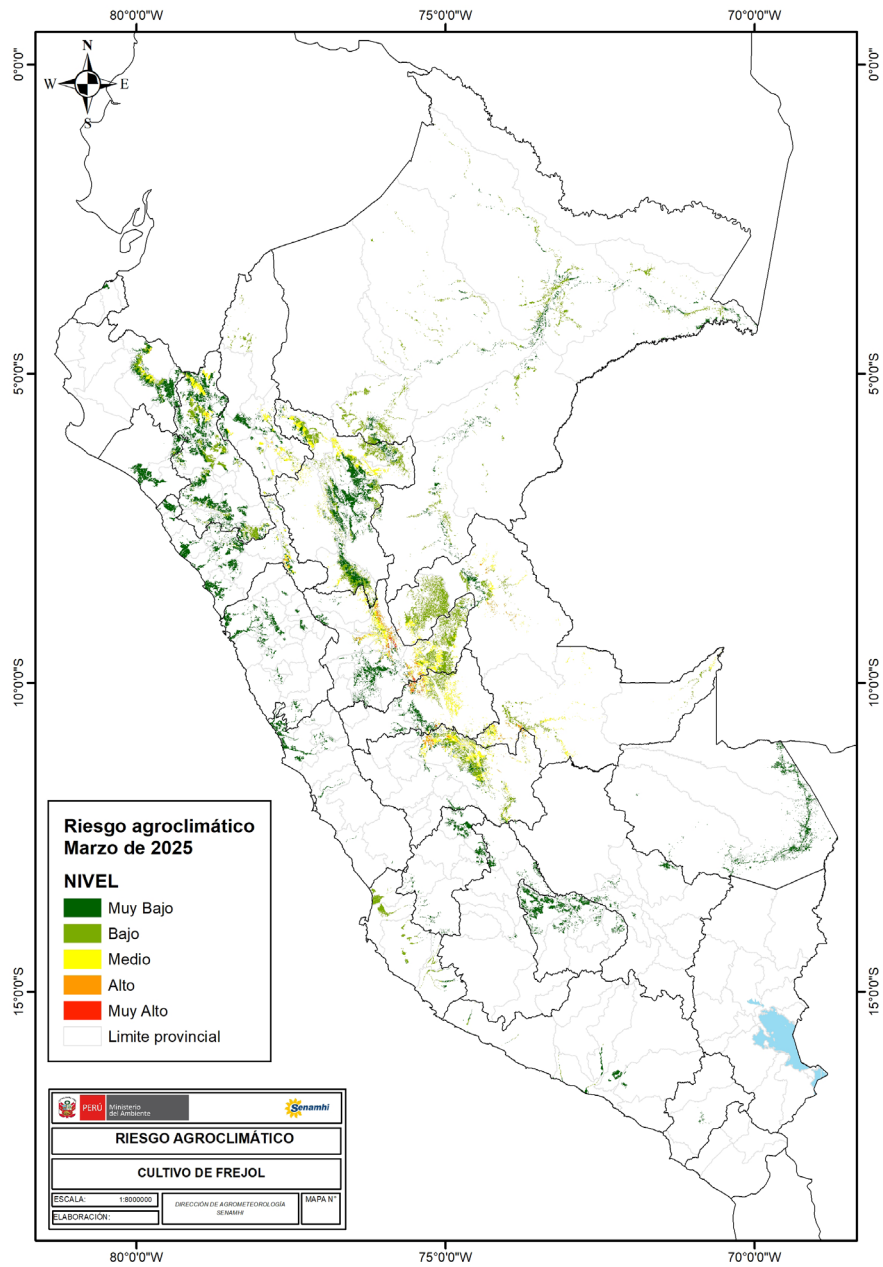 80°0'0"W 75°0'0"W 70°0'0"W
0°0'0" 0°0'0"
N
W E
S
5°0'0"S 5°0'0"S
10°0'0"S 10°0'0"S
Riesgo agroclimático
Marzo de 2025
NIVEL
Muy Bajo
Bajo
Medio
Alto
Muy Alto
Limite provincial
15°0'0"S 15°0'0"S
PERÚ Ministerio
del Ambiente
Senamhi
RIESGO AGROCLIMÁTICO
CULTIVO DE FREJOL
ESCALA: 1:8000000
DIRECCIÓN DE AGROMETEOROLOGÍA
SENAMHI
MAPA N°
ELABORACIÓN:
80°0'0"W 75°0'0"W 70°0'0"W